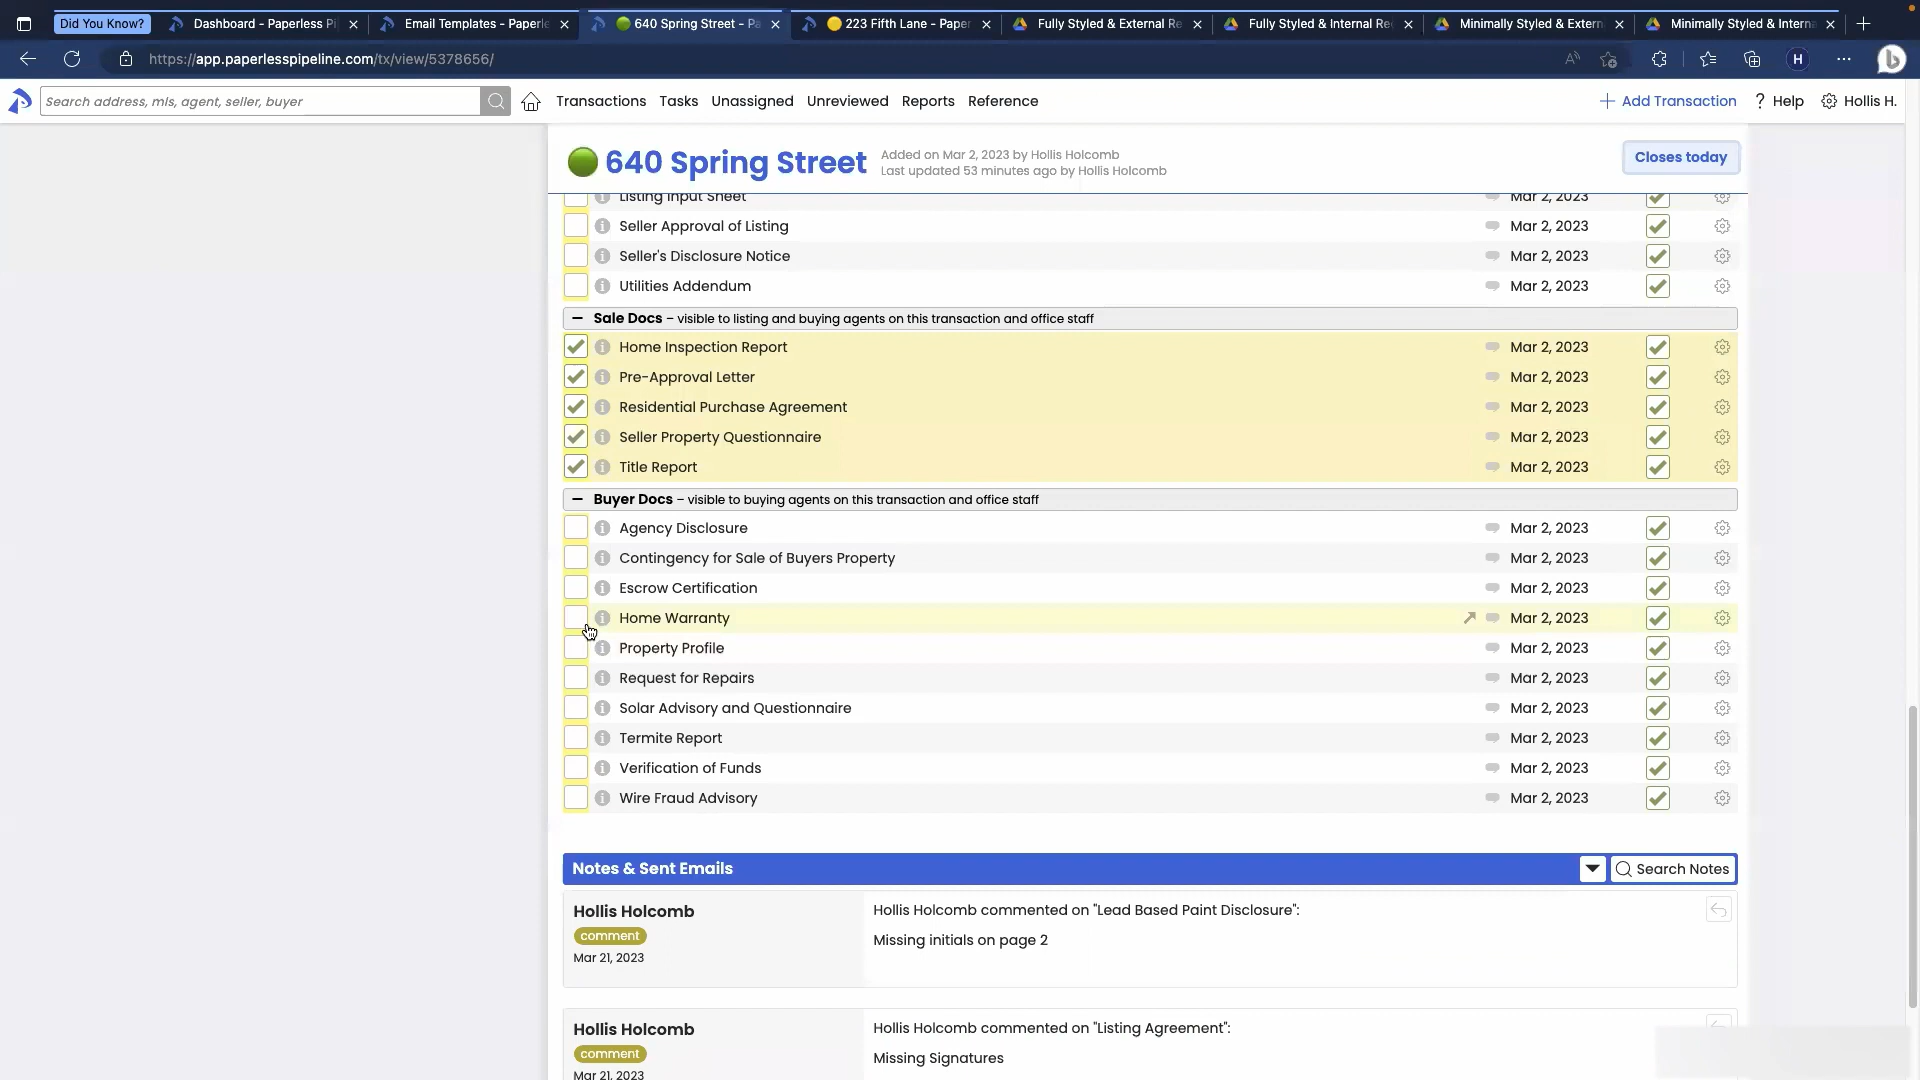 Did You Know?
Dashboard - Paperless Pi
Email Templates - Paperle
640 Spring Street - Pa
223 Fifth Lane - Paper
Fully Styled & External Re
Fully Styled & Internal Re
Minimally Styled & Extern
Minimally Styled & Interna
https://app.paperlesspipeline.com/tx/view/5378656/
H
Search address, mls, agent, seller, buyer
Transactions Tasks Unassigned Unreviewed Reports Reference
+ Add Transaction ? Help Hollis H.
640 Spring Street
Added on Mar 2, 2023 by Hollis Holcomb
Last updated 53 minutes ago by Hollis Holcomb
Closes today
Listing Input Sheet Mar 2, 2023
Seller Approval of Listing Mar 2, 2023
Seller's Disclosure Notice Mar 2, 2023
Utilities Addendum Mar 2, 2023
Sale Docs – visible to listing and buying agents on this transaction and office staff
Home Inspection Report Mar 2, 2023
Pre-Approval Letter Mar 2, 2023
Residential Purchase Agreement Mar 2, 2023
Seller Property Questionnaire Mar 2, 2023
Title Report Mar 2, 2023
Buyer Docs – visible to buying agents on this transaction and office staff
Agency Disclosure Mar 2, 2023
Contingency for Sale of Buyers Property Mar 2, 2023
Escrow Certification Mar 2, 2023
Home Warranty Mar 2, 2023
Property Profile Mar 2, 2023
Request for Repairs Mar 2, 2023
Solar Advisory and Questionnaire Mar 2, 2023
Termite Report Mar 2, 2023
Verification of Funds Mar 2, 2023
Wire Fraud Advisory Mar 2, 2023
Notes & Sent Emails
Search Notes
Hollis Holcomb
comment
Mar 21, 2023
Hollis Holcomb commented on "Lead Based Paint Disclosure":
Missing initials on page 2
Hollis Holcomb
comment
Mar 21, 2023
Hollis Holcomb commented on "Listing Agreement":
Missing Signatures